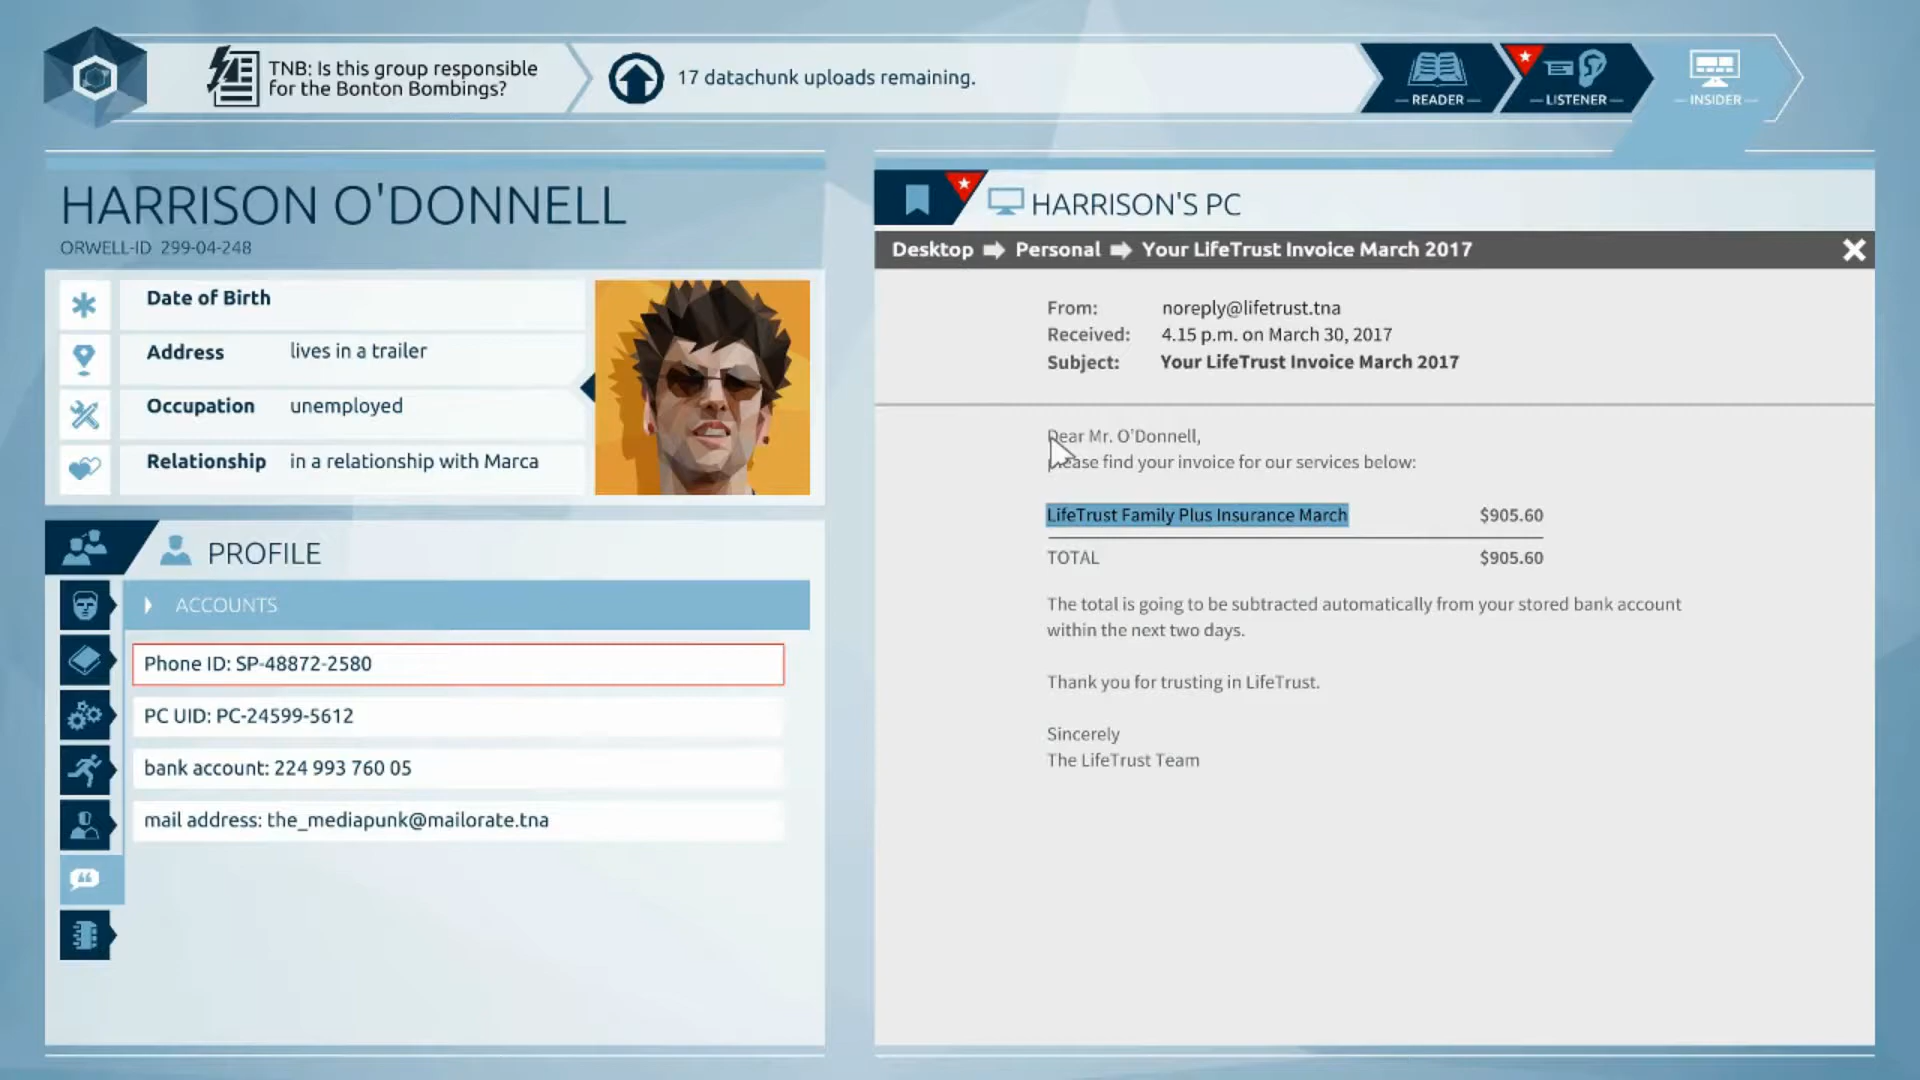 TNB: Is this group responsible
for the Bonton Bombings?
17 datachunk uploads remaining.
READER
LISTENER
INSIDER
HARRISON O'DONNELL
ORWELL-ID 299-04-248
Date of Birth
Address lives in a trailer
Occupation unemployed
Relationship in a relationship with Marca
PROFILE
ACCOUNTS
Phone ID: SP-48872-2580
PC UID: PC-24599-5612
bank account: 224 993 760 05
mail address: the_mediapunk@mailorate.tna
HARRISON'S PC
Desktop Personal Your LifeTrust Invoice March 2017
From: noreply@lifetrust.tna
Received: 4.15 p.m. on March 30, 2017
Subject: Your LifeTrust Invoice March 2017
Dear Mr. O'Donnell,
please find your invoice for our services below:
LifeTrust Family Plus Insurance March $905.60
TOTAL $905.60
The total is going to be subtracted automatically from your stored bank account
within the next two days.
Thank you for trusting in LifeTrust.
Sincerely
The LifeTrust Team